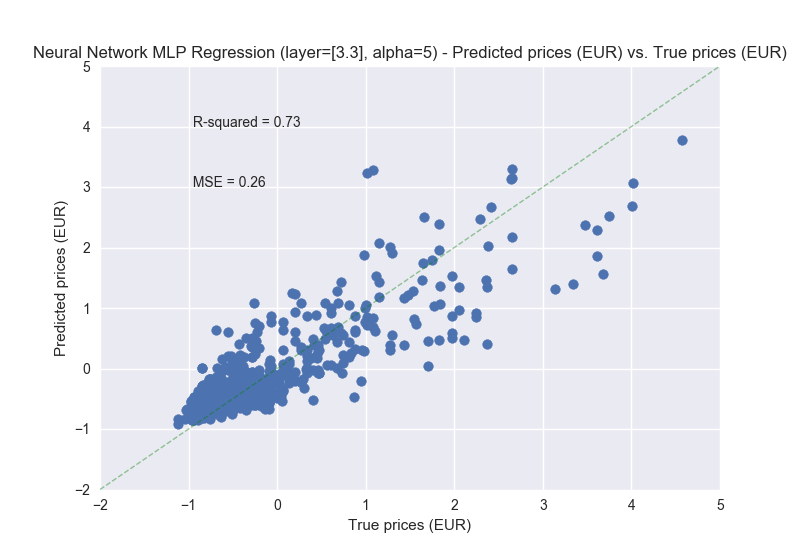 Neural Network MLP Regression (layer=[3.3], alpha=5) - Predicted prices (EUR) vs. True prices (EUR)
5
R-squared = 0.73
4
MSE = 0.26
3
2
Predicted prices (EUR)
1
0
−1
−2
−2 −1 0 1 2 3 4 5
True prices (EUR)